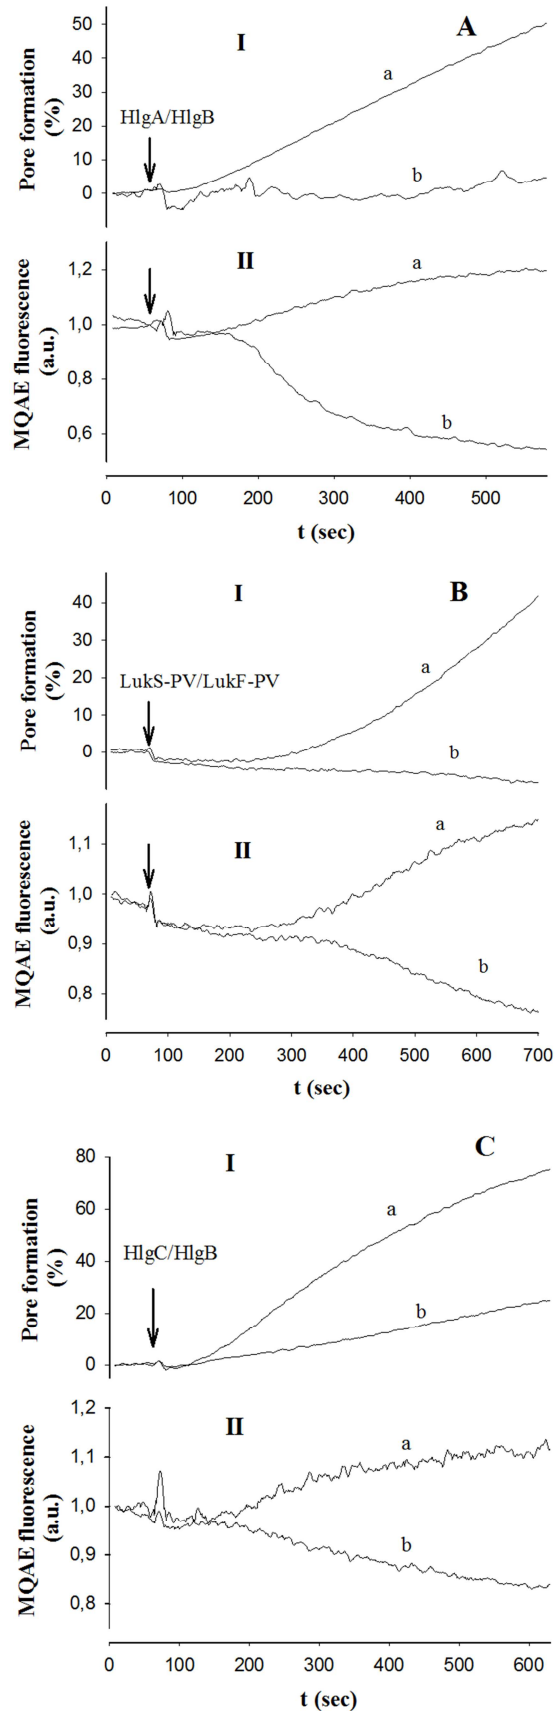 A
I
a
HlgA/HlgB
b
Pore formation
(%)
50
40
30
20
10
0
II
a
b
MQAE fluorescence
(a.u.)
1,2
1,0
0,8
0,6
0 100 200 300 400 500
t (sec)
B
I
a
LukS-PV/LukF-PV
b
Pore formation
(%)
40
30
20
10
0
II
a
b
MQAE fluorescence
(a.u.)
1,1
1,0
0,9
0,8
0 100 200 300 400 500 600 700
t (sec)
C
I
a
HlgC/HlgB
b
Pore formation
(%)
80
60
40
20
0
II
a
b
MQAE fluorescence
(a.u.)
1,2
1,1
1,0
0,9
0,8
0 100 200 300 400 500 600
t (sec)